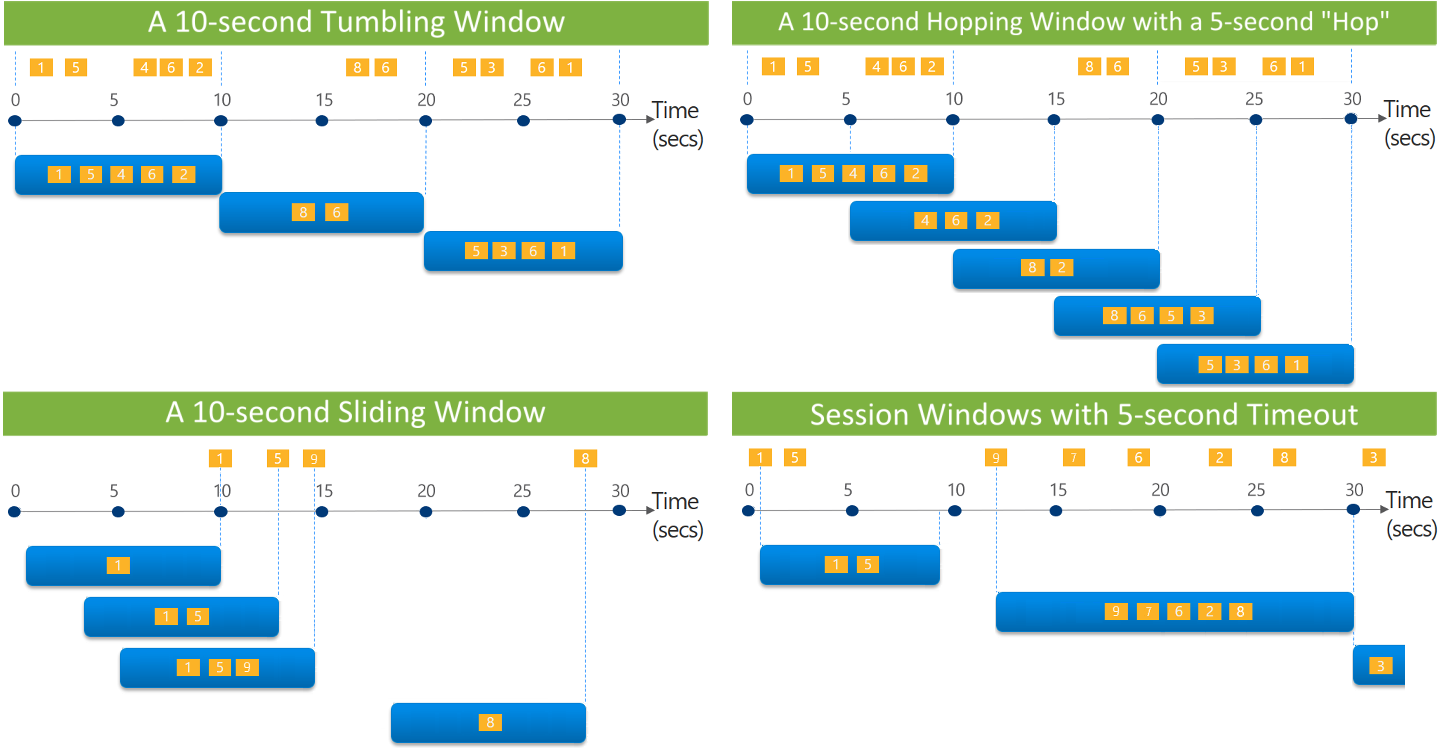 A 10-second Tumbling Window
1 5 4 6 2 8 6 5 3 6 1
0 5 10 15 20 25 30 Time
(secs)
1 5 4 6 2
8 6
5 3 6 1
A 10-second Hopping Window with a 5-second "Hop"
1 5 4 6 2 8 6 5 3 6 1
0 5 10 15 20 25 30 Time
(secs)
1 5 4 6 2
4 6 2
8 2
8 6 5 3
5 3 6 1
A 10-second Sliding Window
1 5 9 8
0 5 10 15 20 25 30 Time
(secs)
1
1 5
1 5 9
8
Session Windows with 5-second Timeout
1 5 9 7 6 2 8 3
0 5 10 15 20 25 30 Time
(secs)
1 5
9 7 6 2 8
3